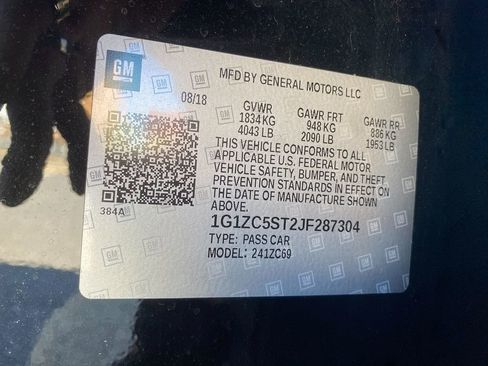 GM
MFD BY GENERAL MOTORS LLC
08/18
GVWR GAWR FRT GAWR RR
1834 KG 948 KG 886 KG
4043 LB 2090 LB 1953 LB
THIS VEHICLE CONFORMS TO ALL
APPLICABLE U.S. FEDERAL MOTOR
VEHICLE SAFETY, BUMPER, AND THEFT
PREVENTION STANDARDS IN EFFECT ON
THE DATE OF MANUFACTURE SHOWN
ABOVE.
384A
1G1ZC5ST2JF287304
TYPE: PASS CAR
MODEL: 241ZC69